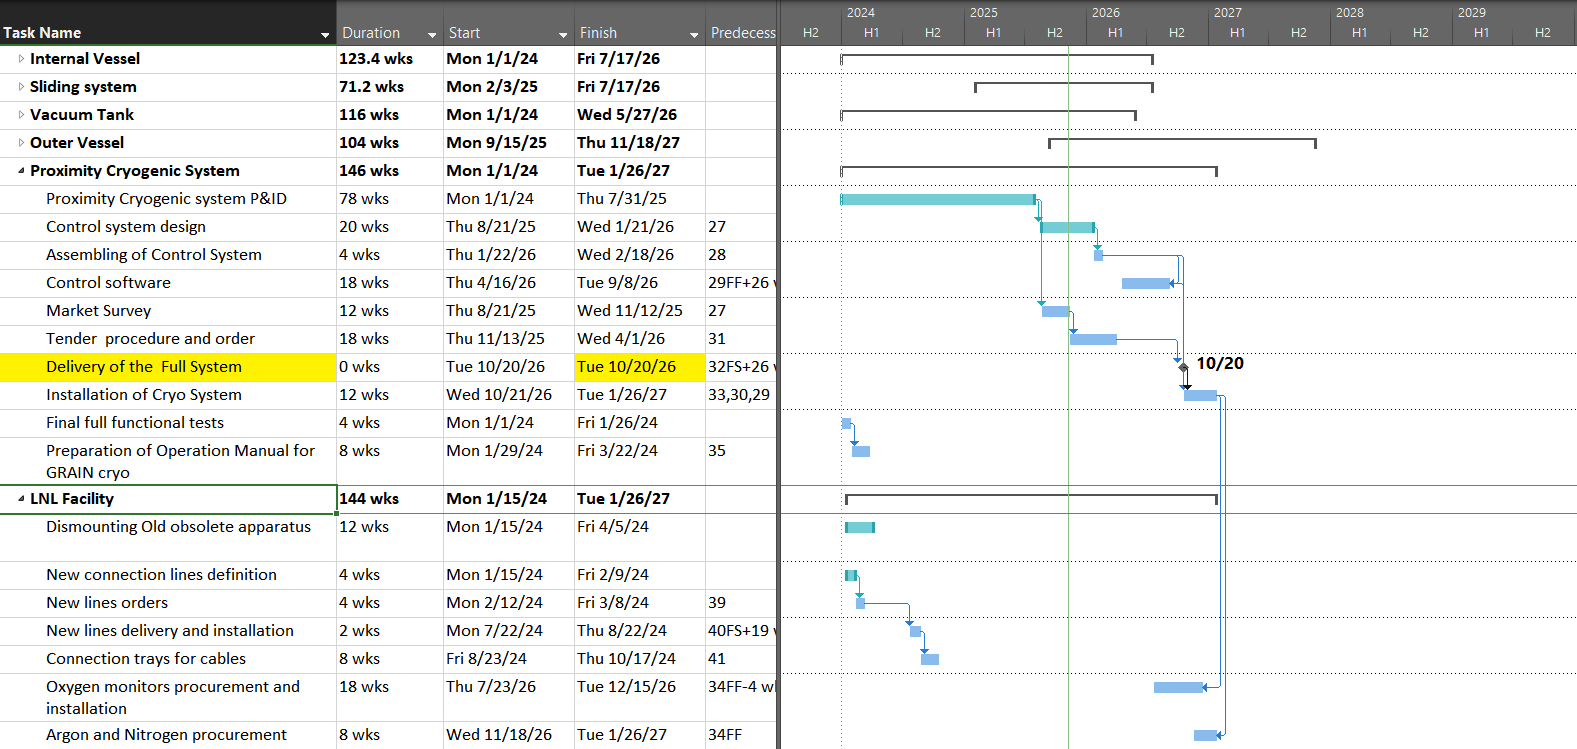 2024 2025 2026 2027 2028 2029
Task Name Duration Start Finish Predecess H2 H1 H2 H1 H2 H1 H2 H1 H2 H1 H2 H1 H2
Internal Vessel 123.4 wks Mon 1/1/24 Fri 7/17/26
Sliding system 71.2 wks Mon 2/3/25 Fri 7/17/26
Vacuum Tank 116 wks Mon 1/1/24 Wed 5/27/26
Outer Vessel 104 wks Mon 9/15/25 Thu 11/18/27
Proximity Cryogenic System 146 wks Mon 1/1/24 Tue 1/26/27
Proximity Cryogenic system P&ID 78 wks Mon 1/1/24 Thu 7/31/25
Control system design 20 wks Thu 8/21/25 Wed 1/21/26 27
Assembling of Control System 4 wks Thu 1/22/26 Wed 2/18/26 28
Control software 18 wks Thu 4/16/26 Tue 9/8/26 29FF+26
Market Survey 12 wks Thu 8/21/25 Wed 11/12/25 27
Tender procedure and order 18 wks Thu 11/13/25 Wed 4/1/26 31
Delivery of the Full System 0 wks Tue 10/20/26 Tue 10/20/26 32FS+26 10/20
Installation of Cryo System 12 wks Wed 10/21/26 Tue 1/26/27 33,30,29
Final full functional tests 4 wks Mon 1/1/24 Fri 1/26/24
Preparation of Operation Manual for 8 wks Mon 1/29/24 Fri 3/22/24 35
GRAIN cryo
LNL Facility 144 wks Mon 1/15/24 Tue 1/26/27
Dismounting Old obsolete apparatus 12 wks Mon 1/15/24 Fri 4/5/24
New connection lines definition 4 wks Mon 1/15/24 Fri 2/9/24
New lines orders 4 wks Mon 2/12/24 Fri 3/8/24 39
New lines delivery and installation 2 wks Mon 7/22/24 Thu 8/22/24 40FS+19
Connection trays for cables 8 wks Fri 8/23/24 Thu 10/17/24 41
Oxygen monitors procurement and 18 wks Thu 7/23/26 Tue 12/15/26 34FF-4
installation
Argon and Nitrogen procurement 8 wks Wed 11/18/26 Tue 1/26/27 34FF